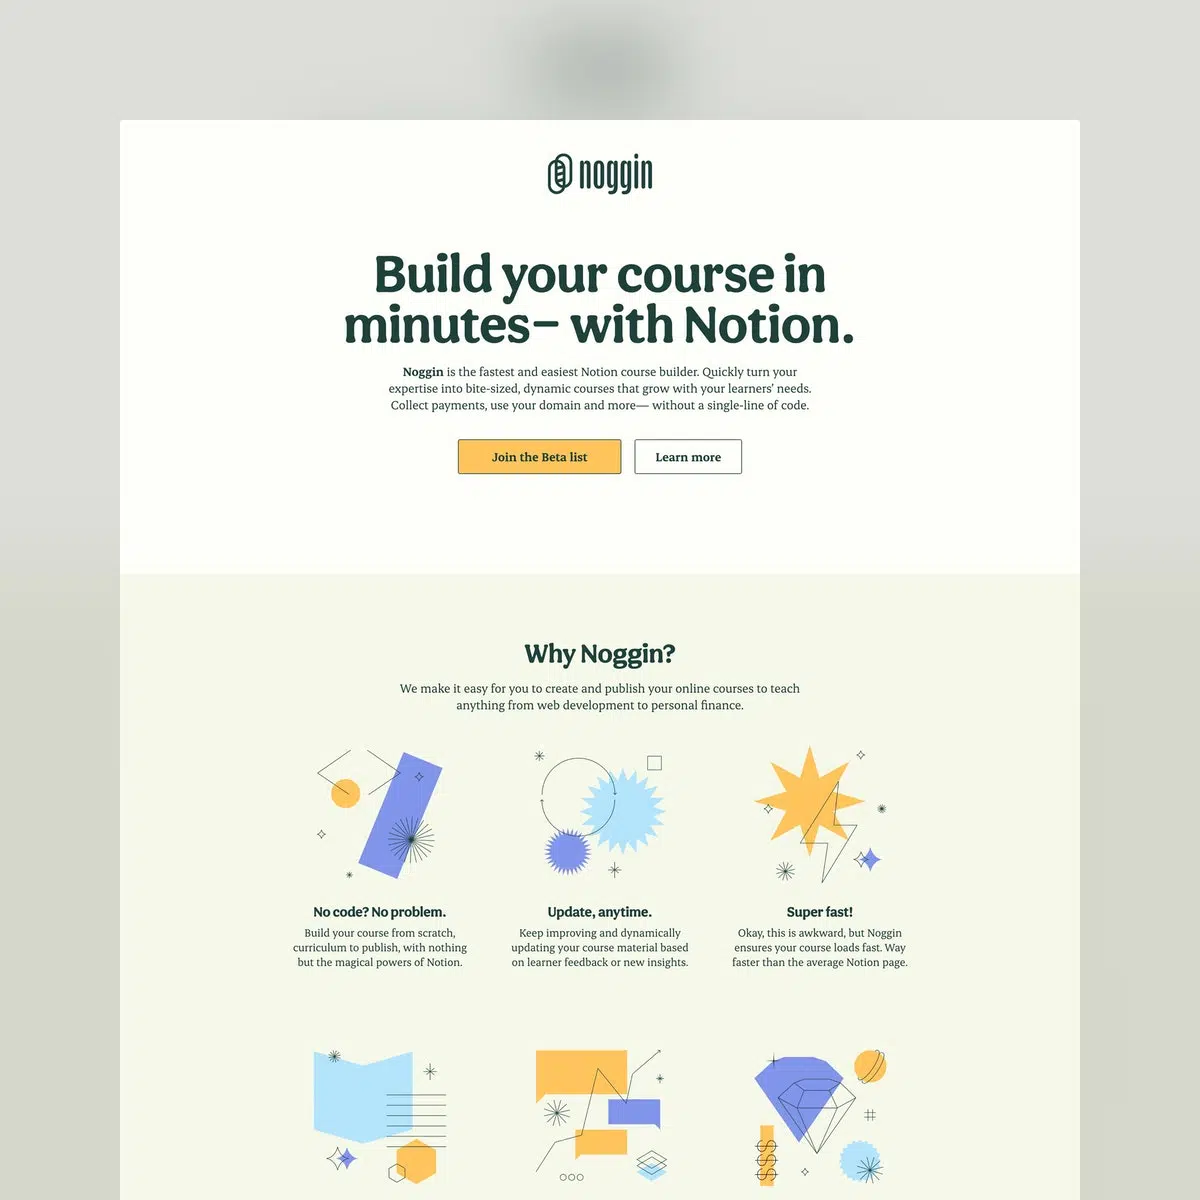 noggin
Build your course in
minutes– with Notion.
Noggin is the fastest and easiest Notion course builder. Quickly turn your
expertise into bite-sized, dynamic courses that grow with your learners’ needs.
Collect payments, use your domain and more— without a single-line of code.
Join the Beta list
Learn more
Why Noggin?
We make it easy for you to create and publish your online courses to teach
anything from web development to personal finance.
No code? No problem.
Build your course from scratch,
curriculum to publish, with nothing
but the magical powers of Notion.
Update, anytime.
Keep improving and dynamically
updating your course material based
on learner feedback or new insights.
Super fast!
Okay, this is awkward, but Noggin
ensures your course loads fast. Way
faster than the average Notion page.
#
$$$